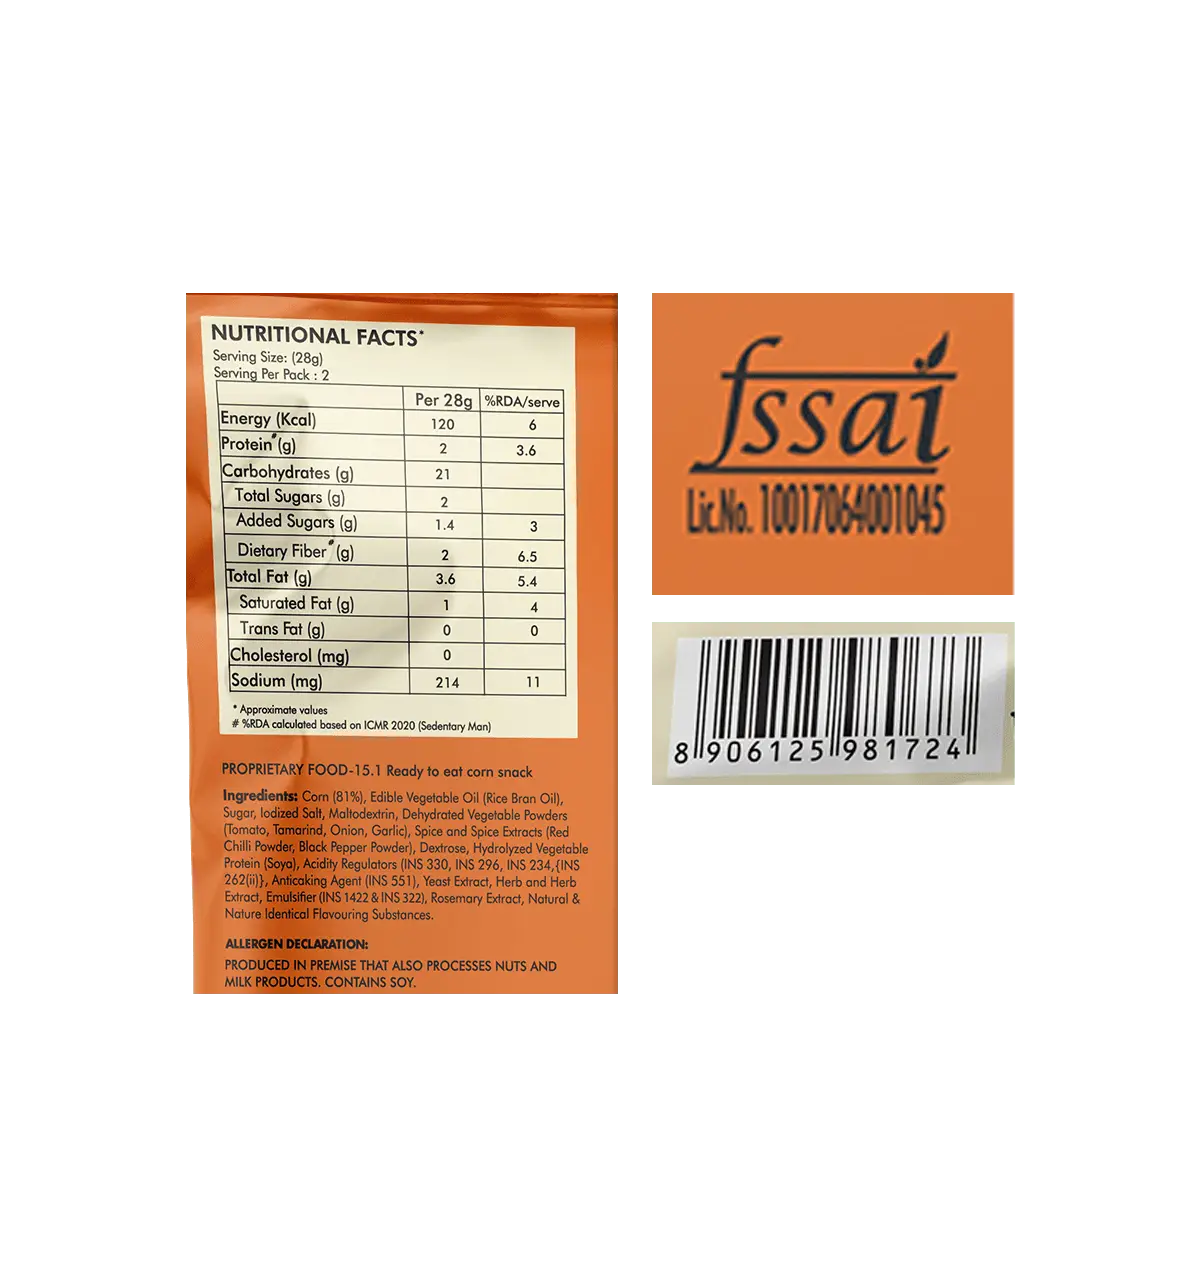 NUTRITIONAL FACTS*
Serving Size: (28g)
Serving Per Pack : 2
Per 28g %RDA/serve
Energy (Kcal) 120 6
Protein# (g) 2 3.6
Carbohydrates (g) 21
Total Sugars (g) 2
Added Sugars (g) 1.4 3
Dietary Fiber# (g) 2 6.5
Total Fat (g) 3.6 5.4
Saturated Fat (g) 1 4
Trans Fat (g) 0 0
Cholesterol (mg) 0
Sodium (mg) 214 11
* Approximate values
# %RDA calculated based on ICMR 2020 (Sedentary Man)
PROPRIETARY FOOD-15.1 Ready to eat corn snack
Ingredients: Corn (81%), Edible Vegetable Oil (Rice Bran Oil),
Sugar, Iodized Salt, Maltodextrin, Dehydrated Vegetable Powders
(Tomato, Tamarind, Onion, Garlic), Spice and Spice Extracts (Red
Chilli Powder, Black Pepper Powder), Dextrose, Hydrolyzed Vegetable
Protein (Soya), Acidity Regulators (INS 330, INS 296, INS 234,{INS
262(ii)}, Anticaking Agent (INS 551), Yeast Extract, Herb and Herb
Extract, Emulsifier (INS 1422 & INS 322), Rosemary Extract, Natural &
Nature Identical Flavouring Substances.
ALLERGEN DECLARATION:
PRODUCED IN PREMISE THAT ALSO PROCESSES NUTS AND
MILK PRODUCTS. CONTAINS SOY.
fssai
Lic.No. 10017064001045
8 906125 981724